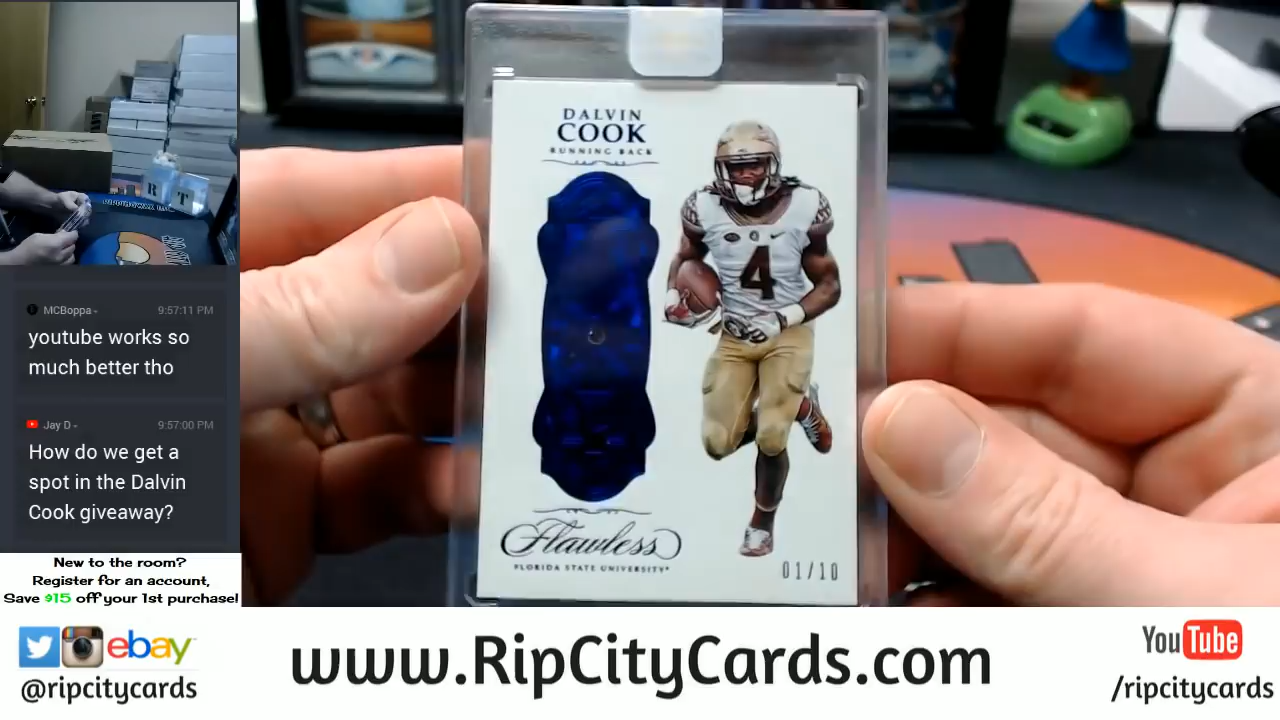 MCBoppa
9:57:11 PM
youtube works so
much better tho
Jay D
9:57:00 PM
How do we get a
spot in the Dalvin
Cook giveaway?
New to the room?
Register for an account,
Save $15 off your 1st purchase!
DALVIN
COOK
RUNNING BACK
4
Flawless
FLORIDA STATE UNIVERSITY
01/10
R
T
ebay
@ripcitycards
www.RipCityCards.com
YouTube
/ripcitycards